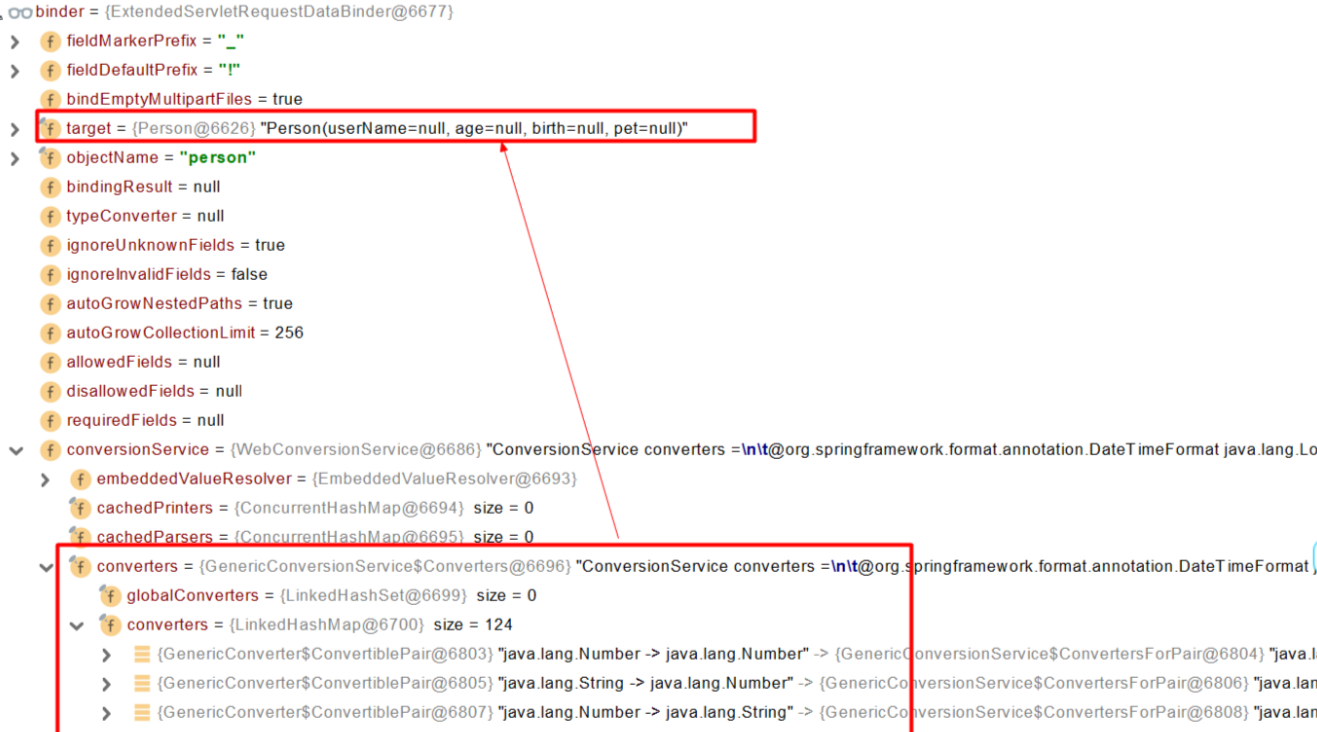 oo binder = {ExtendedServletRequestDataBinder@6677}
f fieldMarkerPrefix = "_"
f fieldDefaultPrefix = "!"
f bindEmptyMultipartFiles = true
f target = {Person@6626} "Person(userName=null, age=null, birth=null, pet=null)"
f objectName = "person"
f bindingResult = null
f typeConverter = null
f ignoreUnknownFields = true
f ignoreInvalidFields = false
f autoGrowNestedPaths = true
f autoGrowCollectionLimit = 256
f allowedFields = null
f disallowedFields = null
f requiredFields = null
f conversionService = {WebConversionService@6686} "ConversionService converters =\n\t@org.springframework.format.annotation.DateTimeFormat java.lang.Lo
f embeddedValueResolver = {EmbeddedValueResolver@6693}
f cachedPrinters = {ConcurrentHashMap@6694} size = 0
f cachedParsers = {ConcurrentHashMap@6695} size = 0
f converters = {GenericConversionService$Converters@6696} "ConversionService converters =\n\t@org.springframework.format.annotation.DateTimeFormat j
f globalConverters = {LinkedHashSet@6699} size = 0
f converters = {LinkedHashMap@6700} size = 124
{GenericConverter$ConvertiblePair@6803} "java.lang.Number -> java.lang.Number" -> {GenericConversionService$ConvertersForPair@6804} "java.l
{GenericConverter$ConvertiblePair@6805} "java.lang.String -> java.lang.Number" -> {GenericConversionService$ConvertersForPair@6806} "java.lan
{GenericConverter$ConvertiblePair@6807} "java.lang.Number -> java.lang.String" -> {GenericConversionService$ConvertersForPair@6808} "java.lan